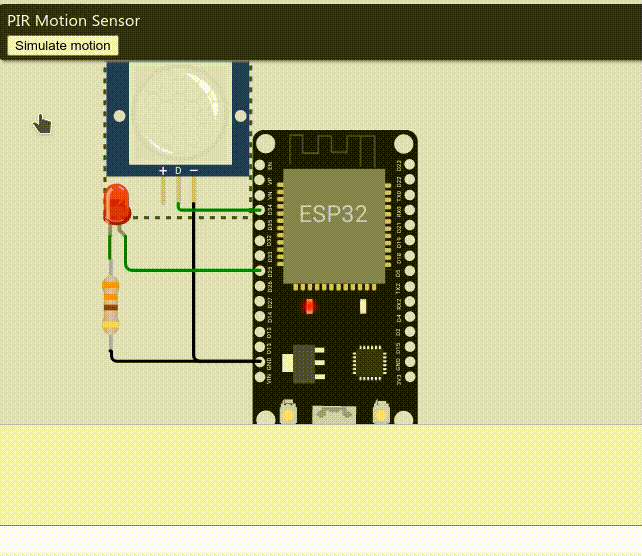 PIR Motion Sensor
Simulate motion
+ D −
ESP32
EN
VP
VN
D34
D35
D32
D33
D25
D26
D27
D14
D12
D13
GND
VIN
D23
D22
TX0
RX0
D21
D19
D18
D5
TX2
RX2
D4
D2
D15
GND
3V3